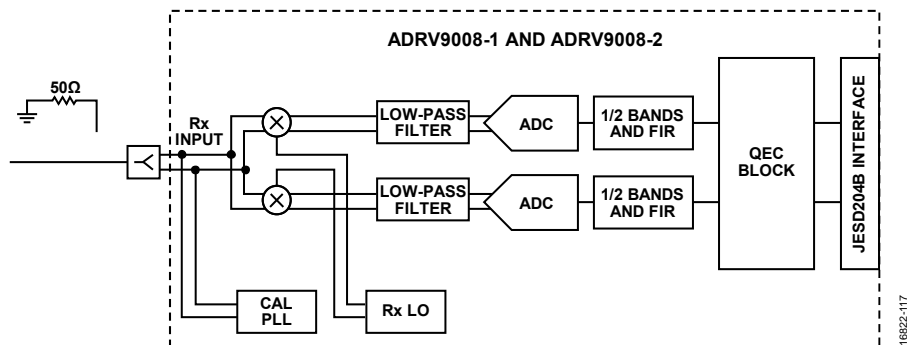 ADRV9008-1 AND ADRV9008-2
50Ω
Rx
INPUT
LOW-PASS
FILTER
ADC
1/2 BANDS
AND FIR
LOW-PASS
FILTER
ADC
1/2 BANDS
AND FIR
QEC
BLOCK
JESD204B INTERFACE
CAL
PLL
Rx LO
16822-117